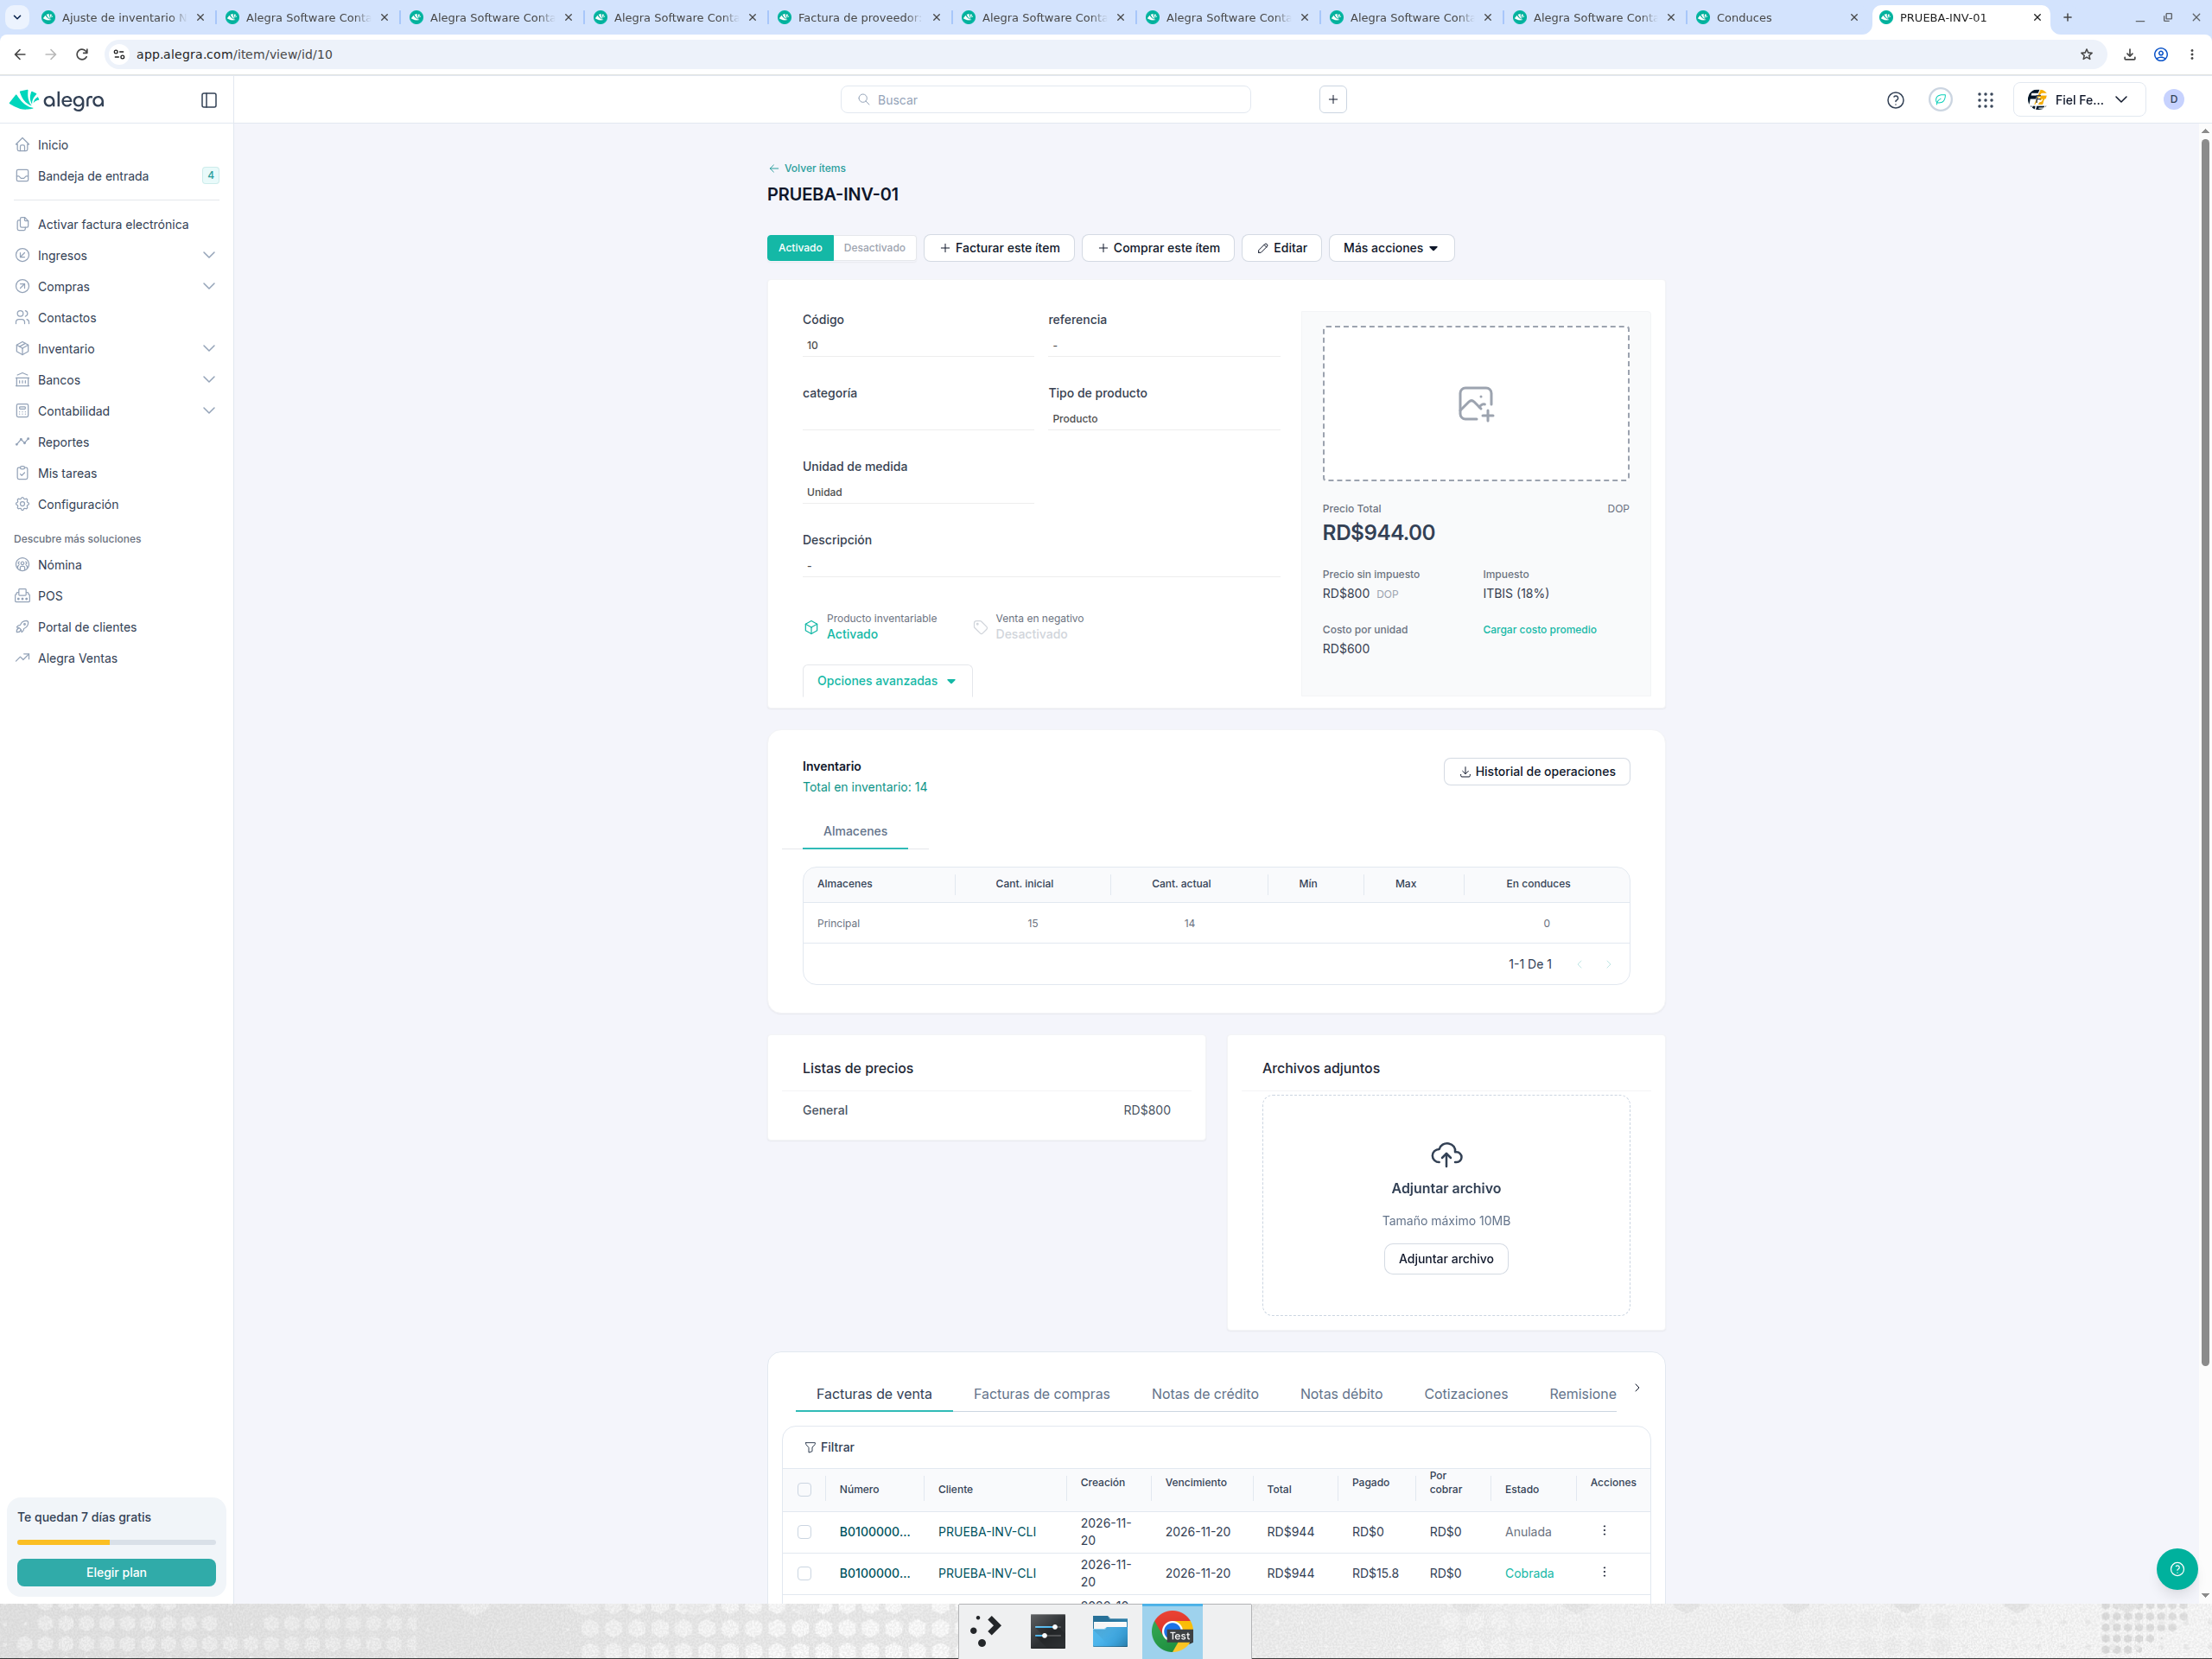 Ajuste de inventario N
Alegra Software Conta
Alegra Software Conta
Alegra Software Conta
Factura de proveedor
Alegra Software Conta
Alegra Software Conta
Alegra Software Conta
Alegra Software Conta
Conduces
PRUEBA-INV-01
app.alegra.com/item/view/id/10
alegra
Buscar
Fiel Fe...
D
Inicio
Bandeja de entrada 4
Activar factura electrónica
Ingresos
Compras
Contactos
Inventario
Bancos
Contabilidad
Reportes
Mis tareas
Configuración
Descubre más soluciones
Nómina
POS
Portal de clientes
Alegra Ventas
Te quedan 7 días gratis
Elegir plan
Volver ítems
PRUEBA-INV-01
Activado Desactivado Facturar este ítem Comprar este ítem Editar Más acciones
Código referencia
10 -
categoría Tipo de producto
Producto
Unidad de medida
Unidad
Descripción
-
Producto inventariable Venta en negativo
Activado Desactivado
Opciones avanzadas
Precio Total DOP
RD$944.00
Precio sin impuesto Impuesto
RD$800 DOP ITBIS (18%)
Costo por unidad Cargar costo promedio
RD$600
Inventario
Total en inventario: 14
Historial de operaciones
Almacenes
Almacenes Cant. inicial Cant. actual Mín Max En conduces
Principal 15 14 0
1-1 De 1
Listas de precios
General RD$800
Archivos adjuntos
Adjuntar archivo
Tamaño máximo 10MB
Adjuntar archivo
Facturas de venta Facturas de compras Notas de crédito Notas débito Cotizaciones Remisione
Filtrar
Número Cliente Creación Vencimiento Total Pagado Por cobrar Estado Acciones
B0100000... PRUEBA-INV-CLI 2026-11-20 2026-11-20 RD$944 RD$0 RD$0 Anulada
B0100000... PRUEBA-INV-CLI 2026-11-20 2026-11-20 RD$944 RD$15.8 RD$0 Cobrada
Test